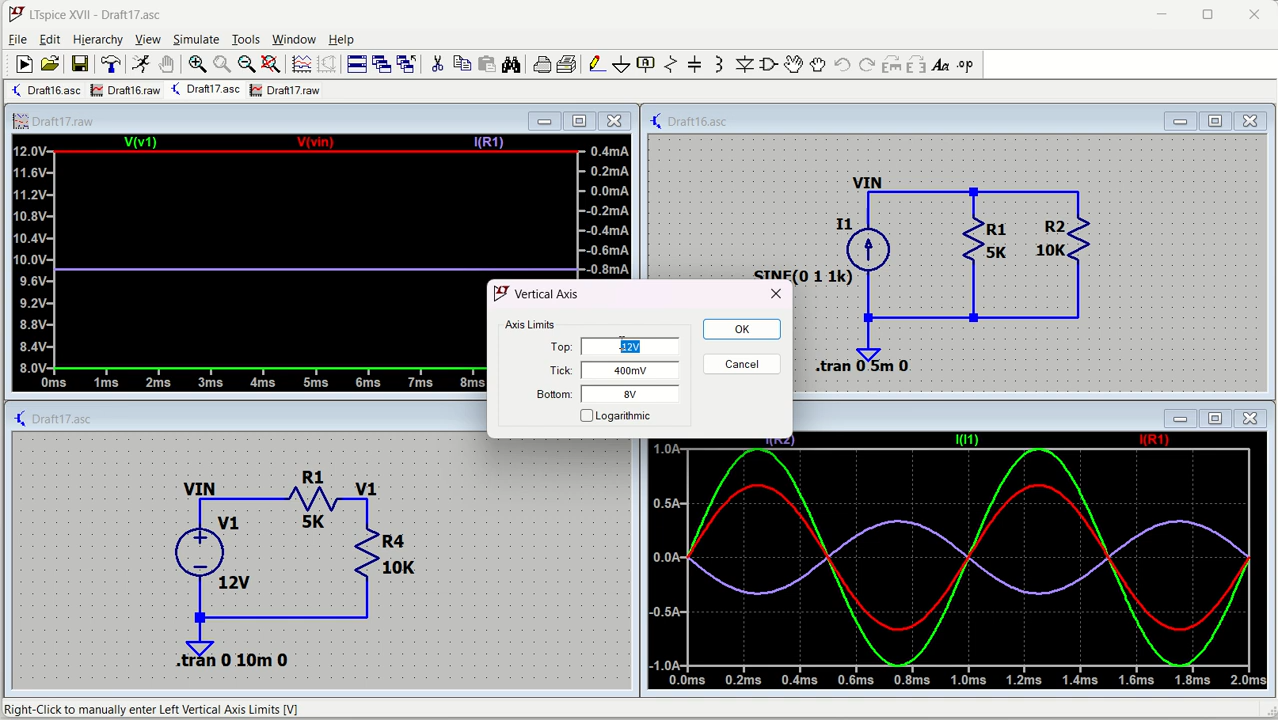 LTspice XVII - Draft17.asc
File Edit Hierarchy View Simulate Tools Window Help
Draft16.asc Draft16.raw Draft17.asc Draft17.raw
Draft17.raw
V(v1) V(vin) I(R1)
12.0V 0.4mA
11.6V 0.2mA
11.2V 0.0mA
10.8V -0.2mA
10.4V -0.4mA
10.0V -0.6mA
9.6V -0.8mA
9.2V
8.8V
8.4V
8.0V
0ms 1ms 2ms 3ms 4ms 5ms 6ms 7ms 8ms
Draft16.asc
VIN
I1
R1
5K
R2
10K
SINE(0 1 1k)
.tran 0 5m 0
Vertical Axis
Axis Limits
Top: 12V
Tick: 400mV
Bottom: 8V
Logarithmic
OK
Cancel
Draft17.asc
VIN
R1
5K
V1
V1
12V
R4
10K
.tran 0 10m 0
I(R2) I(I1) I(R1)
1.0A
0.5A
0.0A
-0.5A
-1.0A
0.0ms 0.2ms 0.4ms 0.6ms 0.8ms 1.0ms 1.2ms 1.4ms 1.6ms 1.8ms 2.0ms
Right-Click to manually enter Left Vertical Axis Limits [V]